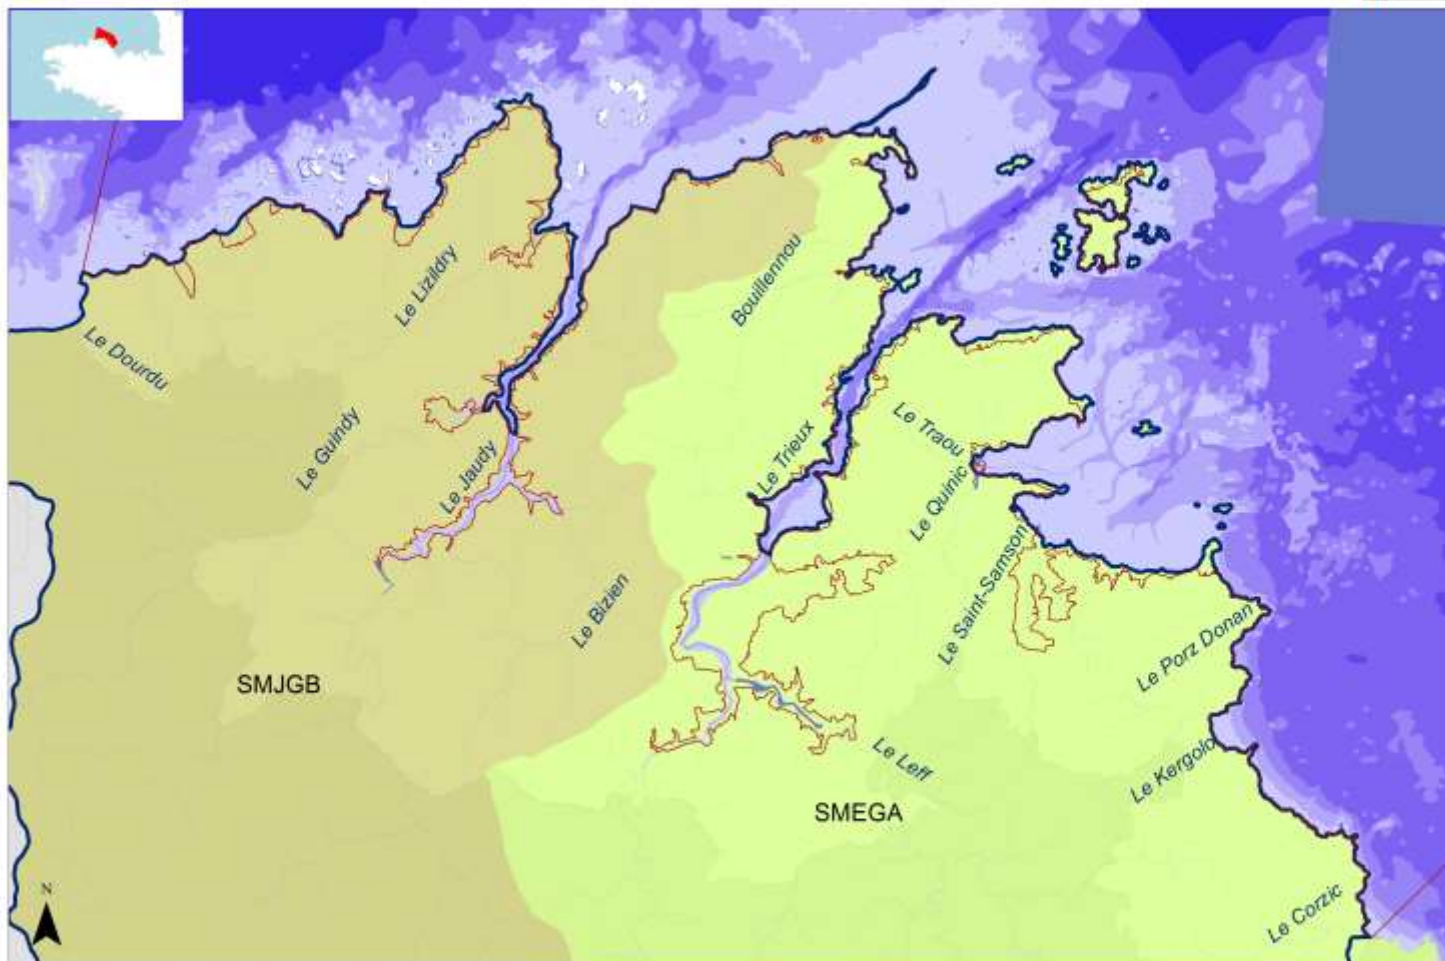 Le Lizildry
Bouillennou
Le Dourdu
Le Guindy
Le Jaudy
Le Trieux
Le Traou
Le Quinic
Le Saint-Samson
Le Bizien
Le Porz Donan
SMJGB
Le Kergolo
Le Leff
SMEGA
N
Le Corzic